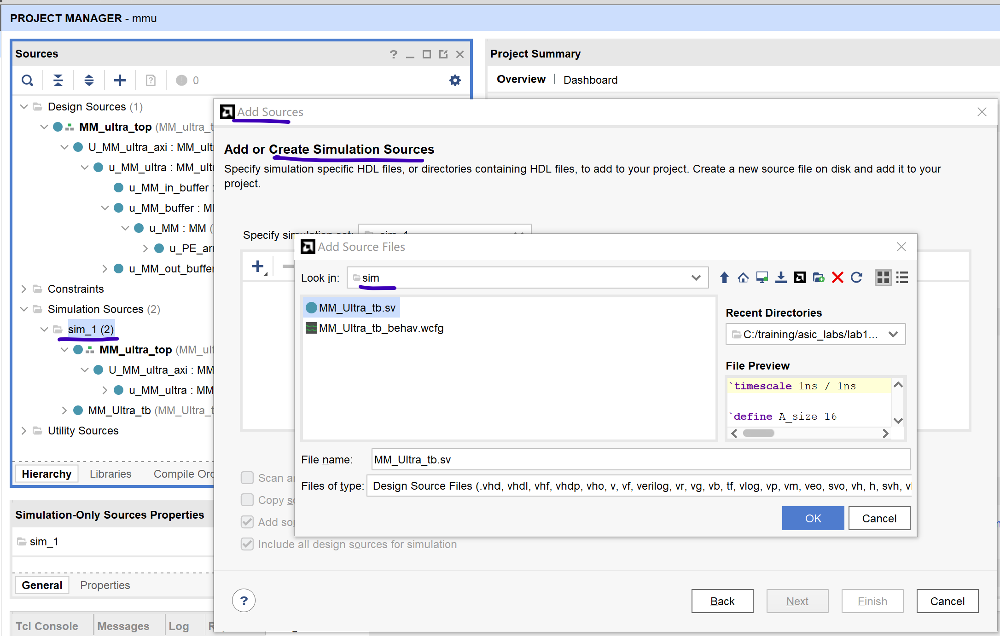 PROJECT MANAGER - mmu
Sources
? 0
Design Sources (1)
MM_ultra_top (MM_ultra_t
U_MM_ultra_axi : MM_ultr
u_MM_ultra : MM_ultr
u_MM_in_buffer :
u_MM_buffer : M
u_MM : MM (
u_PE_arr
u_MM_out_buffer
Constraints
Simulation Sources (2)
sim_1 (2)
MM_ultra_top (MM_ult
U_MM_ultra_axi : MM
u_MM_ultra : MM
MM_Ultra_tb (MM_Ultra_t
Utility Sources
Hierarchy Libraries Compile Ord
Simulation-Only Sources Properties
sim_1
General Properties
Tcl Console Messages Log R
Project Summary
Overview | Dashboard
Add Sources
Add or Create Simulation Sources
Specify simulation specific HDL files, or directories containing HDL files, to add to your project. Create a new source file on disk and add it to your
project.
Specify simulation set: sim_1
Add Source Files
Look in: sim
MM_Ultra_tb.sv
MM_Ultra_tb_behav.wcfg
Recent Directories
C:/training/asic_labs/lab1...
File Preview
`timescale 1ns / 1ns
`define A_size 16
File name: MM_Ultra_tb.sv
Files of type: Design Source Files (.vhd, vhdl, vhf, vhdp, vho, v, vf, verilog, vr, vg, vb, tf, vlog, vp, vm, veo, svo, vh, h, svh, v
OK Cancel
Scan a
Copy s
Add so
Include all design sources for simulation
? Back Next Finish Cancel